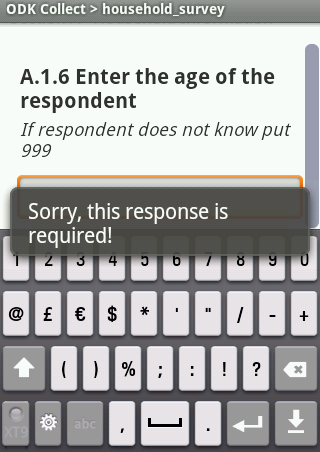 ODK Collect > household_survey
A.1.6 Enter the age of the
respondent
If respondent does not know put
999
Sorry, this response is
required!
1 2 3 4 5 6 7 8 9 0
@ £ € $ * ' " / - +
( ) % ; : ! ?
XT9 abc , .